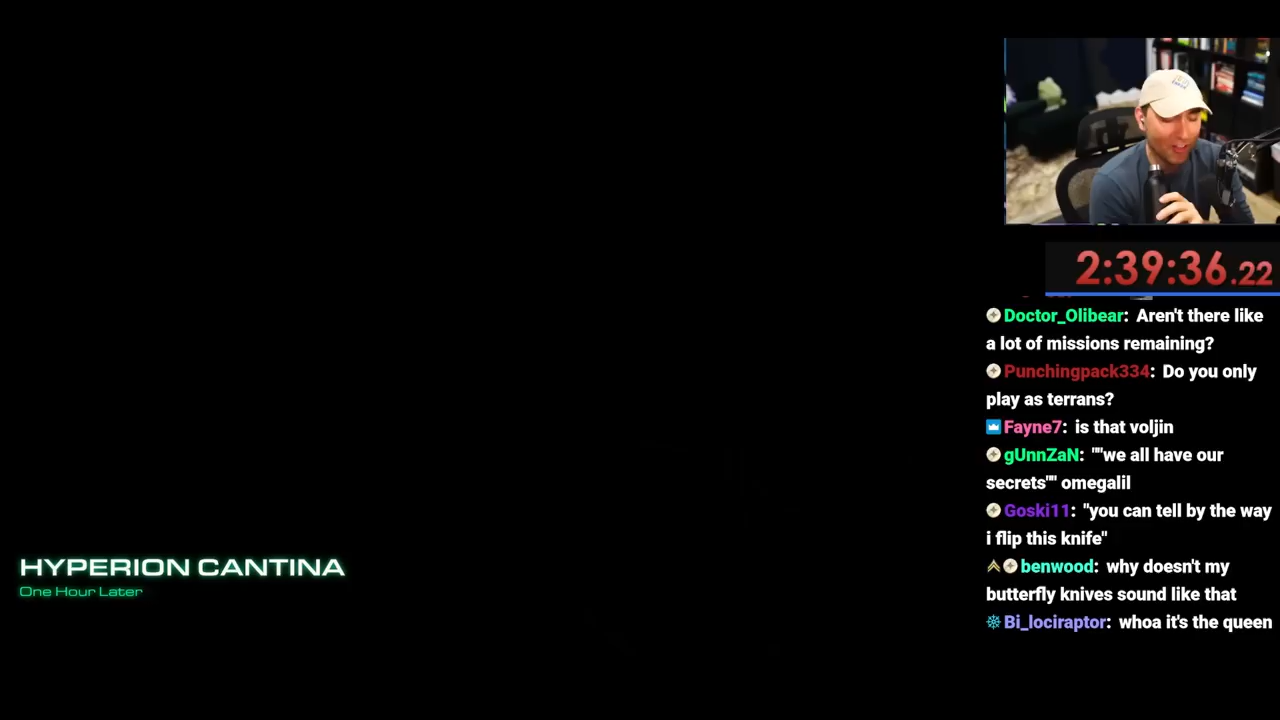 2:39:36.22
Doctor_Olibear: Aren't there like
a lot of missions remaining?
Punchingpack334: Do you only
play as terrans?
Fayne7: is that voljin
gUnnZaN: ""we all have our
secrets"" omegalil
Goski11: "you can tell by the way
i flip this knife"
benwood: why doesn't my
butterfly knives sound like that
Bi_lociraptor: whoa it's the queen
HYPERION CANTINA
One Hour Later